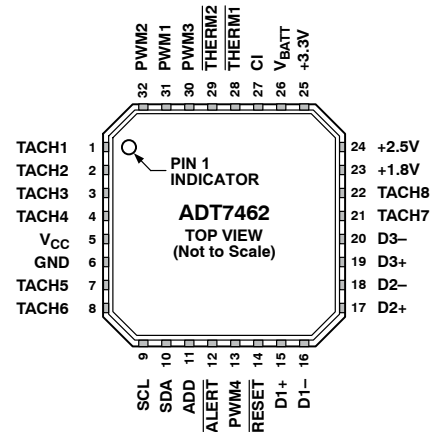 PWM2
PWM1
PWM3
THERM2
THERM1
CI
VBATT
+3.3V
32
31
30
29
28
27
26
25
TACH1 1
TACH2 2
TACH3 3
TACH4 4
VCC 5
GND 6
TACH5 7
TACH6 8
PIN 1
INDICATOR
ADT7462
TOP VIEW
(Not to Scale)
24 +2.5V
23 +1.8V
22 TACH8
21 TACH7
20 D3–
19 D3+
18 D2–
17 D2+
9
10
11
12
13
14
15
16
SCL
SDA
ADD
ALERT
PWM4
RESET
D1+
D1–